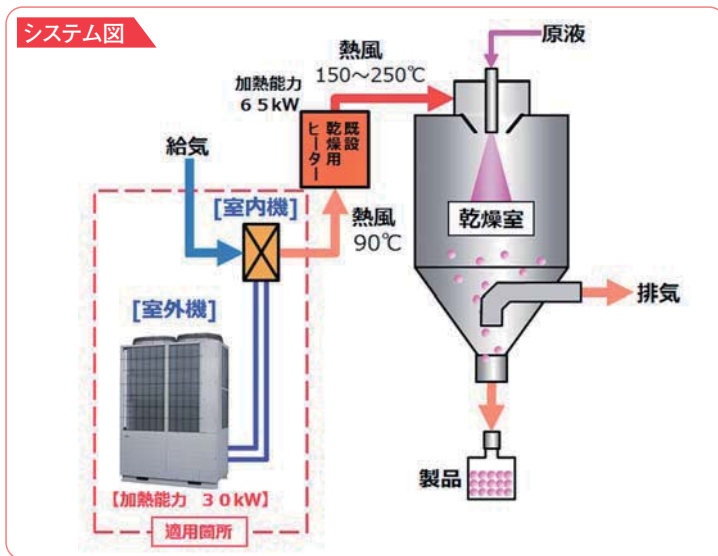 システム図
原液
熱風
150～250℃
加熱能力
６５kW
既設
乾燥用
ヒーター
給気
[室内機]
熱風
90℃
乾燥室
排気
[室外機]
【加熱能力　３０kW】
適用箇所
製品